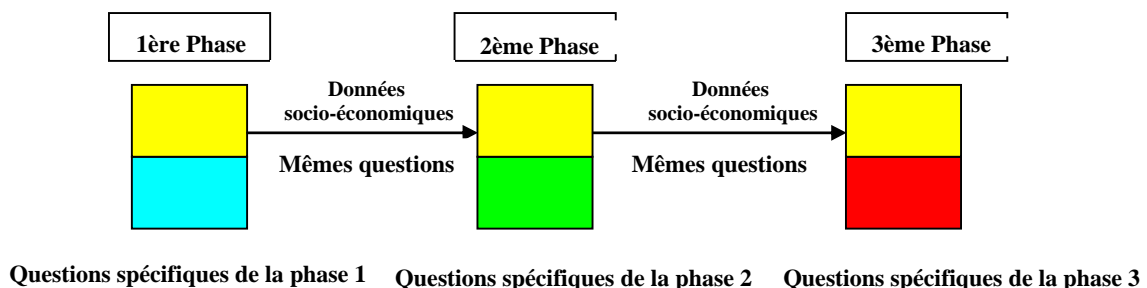 1ère Phase
2ème Phase
3ème Phase
Données
socio-économiques
Mêmes questions
Données
socio-économiques
Mêmes questions
Questions spécifiques de la phase 1
Questions spécifiques de la phase 2
Questions spécifiques de la phase 3